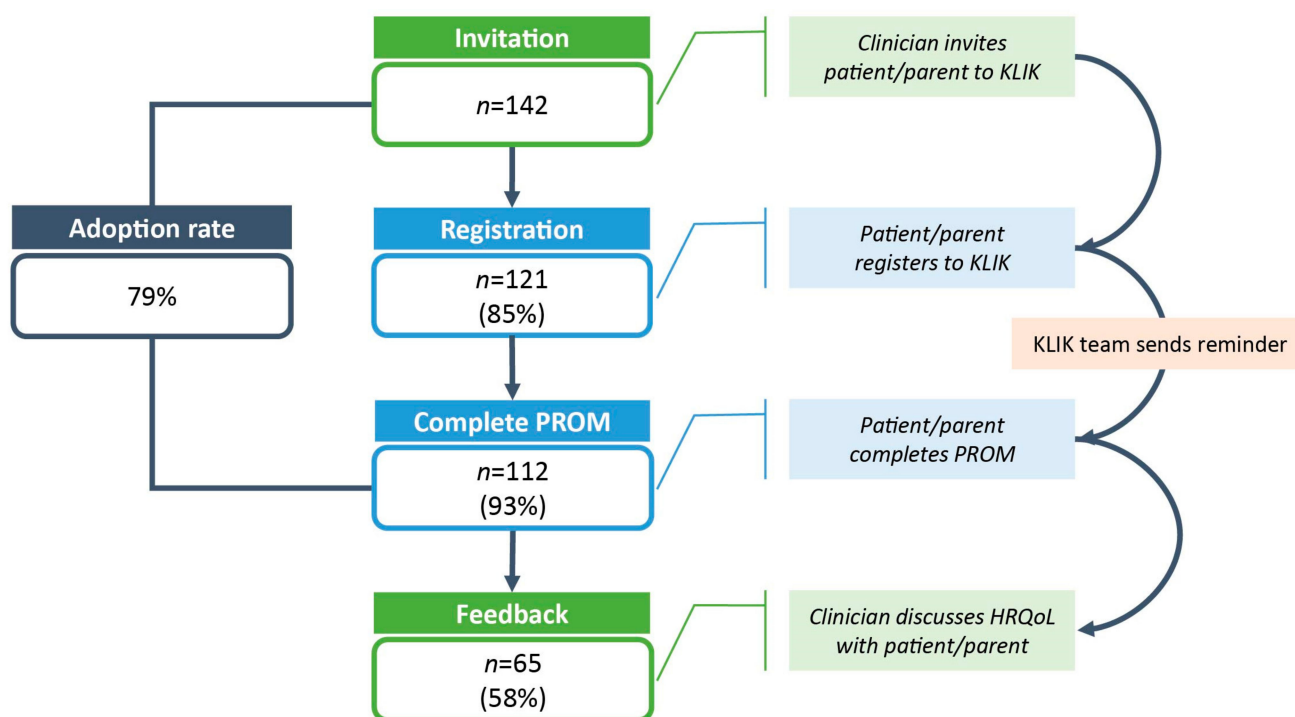 Invitation
n=142
Clinician invites
patient/parent to KLIK
Adoption rate
79%
Registration
n=121
(85%)
Patient/parent
registers to KLIK
KLIK team sends reminder
Complete PROM
n=112
(93%)
Patient/parent
completes PROM
Feedback
n=65
(58%)
Clinician discusses HRQoL
with patient/parent